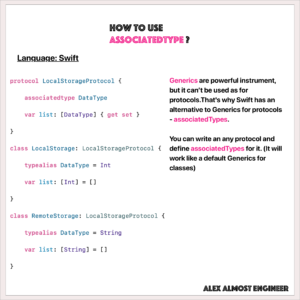 HOW TO USE
ASSOCIATEDTYPE ?
Language: Swift
protocol LocalStorageProtocol {
associatedtype DataType
var list: [DataType] { get set }
}
class LocalStorage: LocalStorageProtocol {
typealias DataType = Int
var list: [Int] = []
}
class RemoteStorage: LocalStorageProtocol {
typealias DataType = String
var list: [String] = []
}
Generics are powerful instrument,
but it can't be used as for
protocols.That's why Swift has an
alternative to Generics for protocols
- associatedTypes.
You can write an any protocol and
define associatedTypes for it. (It will
work like a default Generics for
classes)
ALEX ALMOST ENGINEER